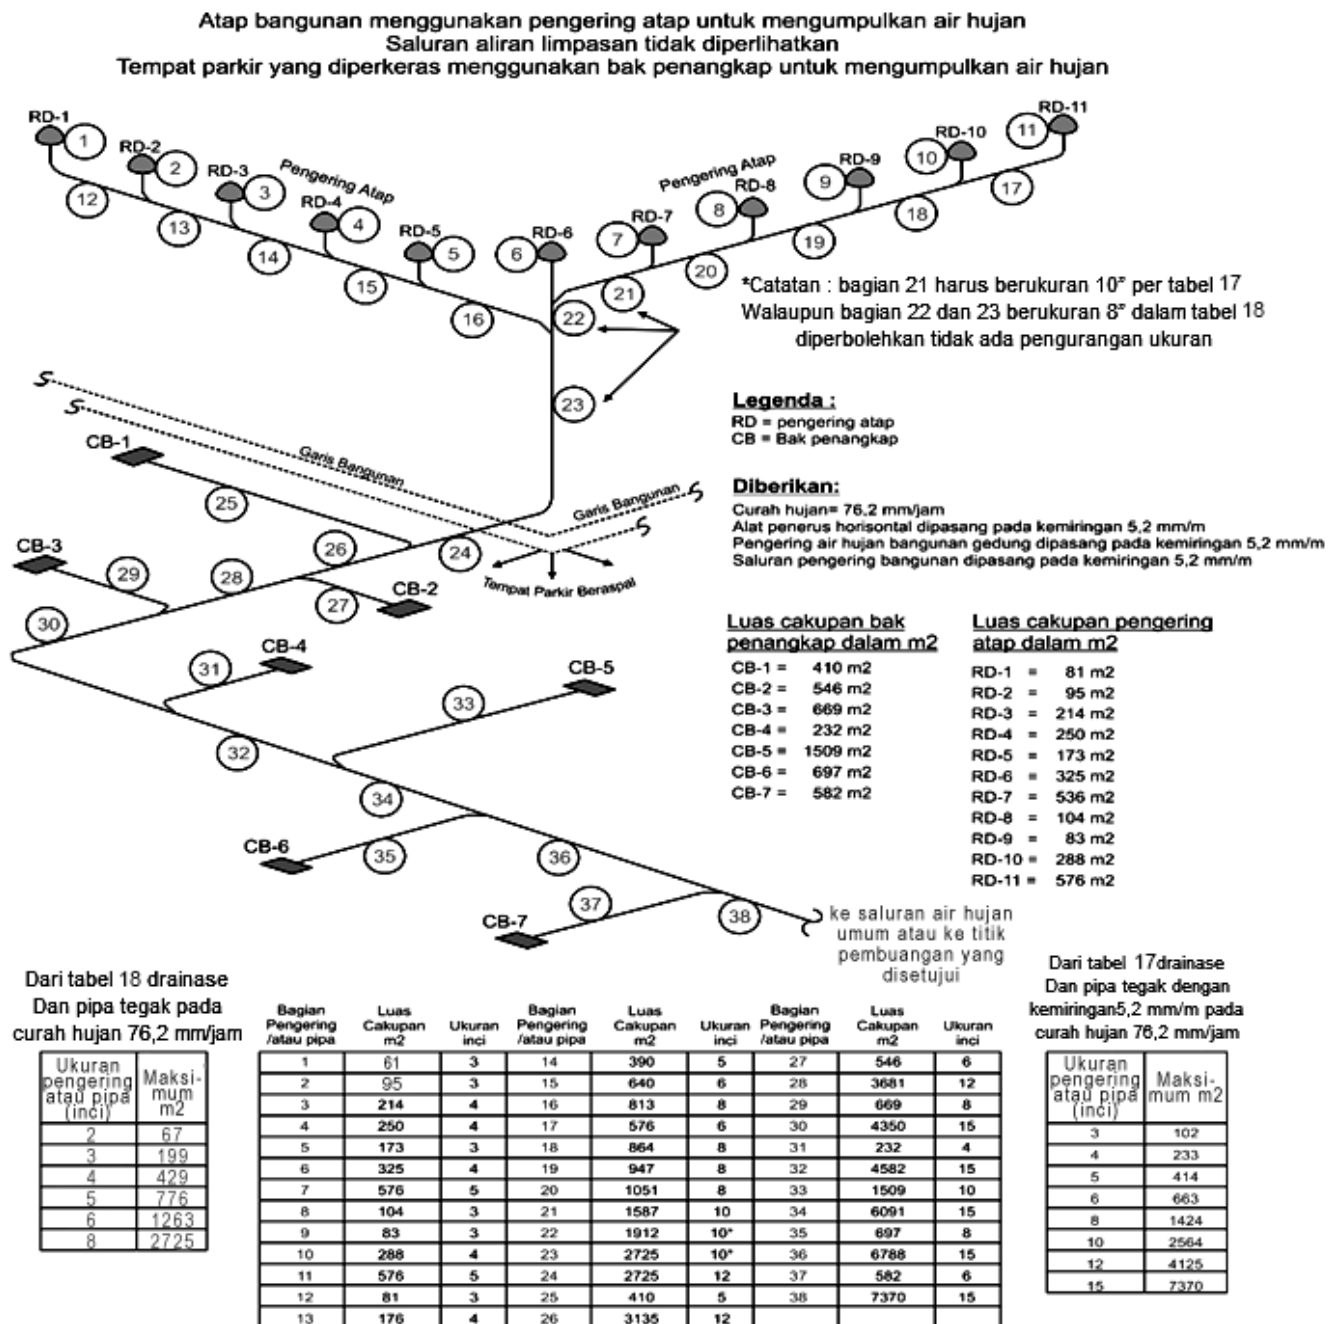 Atap bangunan menggunakan pengering atap untuk mengumpulkan air hujan
Saluran aliran limpasan tidak diperlihatkan
Tempat parkir yang diperkeras menggunakan bak penangkap untuk mengumpulkan air hujan
RD-1 1
RD-2 2
RD-3 3
RD-4 4
RD-5 5
RD-6 6
RD-7 7
RD-8 8
RD-9 9
RD-10 10
RD-11 11
Pengering Atap
Pengering Atap
12
13
14
15
16
17
18
19
20
21
22
23
*Catatan : bagian 21 harus berukuran 10" per tabel 17
Walaupun bagian 22 dan 23 berukuran 8" dalam tabel 18
diperbolehkan tidak ada pengurangan ukuran
Legenda :
RD = pengering atap
CB = Bak penangkap
Diberikan:
Curah hujan= 76,2 mm/jam
Alat penerus horisontal dipasang pada kemiringan 5,2 mm/m
Pengering air hujan bangunan gedung dipasang pada kemiringan 5,2 mm/m
Saluran pengering bangunan dipasang pada kemiringan 5,2 mm/m
Garis Bangunan
Garis Bangunan
Tempat Parkir Beraspal
CB-1
25
26
24
CB-3
29
28
27
CB-2
30
31
CB-4
33
CB-5
32
34
CB-6
35
36
CB-7
37
38
ke saluran air hujan
umum atau ke titik
pembuangan yang
disetujui
Luas cakupan bak
penangkap dalam m2
CB-1 = 410 m2
CB-2 = 546 m2
CB-3 = 669 m2
CB-4 = 232 m2
CB-5 = 1509 m2
CB-6 = 697 m2
CB-7 = 582 m2
Luas cakupan pengering
atap dalam m2
RD-1 = 81 m2
RD-2 = 95 m2
RD-3 = 214 m2
RD-4 = 250 m2
RD-5 = 173 m2
RD-6 = 325 m2
RD-7 = 536 m2
RD-8 = 104 m2
RD-9 = 83 m2
RD-10 = 288 m2
RD-11 = 576 m2
Dari tabel 18 drainase
Dan pipa tegak pada
curah hujan 76,2 mm/jam
Ukuran pengering atau pipa (inci) Maksi-mum m2
2 67
3 199
4 429
5 776
6 1263
8 2725
Bagian Pengering /atau pipa Luas Cakupan m2 Ukuran inci Bagian Pengering /atau pipa Luas Cakupan m2 Ukuran inci Bagian Pengering /atau pipa Luas Cakupan m2 Ukuran inci
1 61 3 14 390 5 27 546 6
2 95 3 15 640 6 28 3681 12
3 214 4 16 813 8 29 669 8
4 250 4 17 576 6 30 4350 15
5 173 3 18 864 8 31 232 4
6 325 4 19 947 8 32 4582 15
7 576 5 20 1051 8 33 1509 10
8 104 3 21 1587 10 34 6091 15
9 83 3 22 1912 10* 35 697 8
10 288 4 23 2725 10* 36 6788 15
11 576 5 24 2725 12 37 582 6
12 81 3 25 410 5 38 7370 15
13 176 4 26 3135 12
Dari tabel 17drainase
Dan pipa tegak dengan
kemiringan5,2 mm/m pada
curah hujan 76,2 mm/jam
Ukuran pengering atau pipa (inci) Maksi-mum m2
3 102
4 233
5 414
6 663
8 1424
10 2564
12 4125
15 7370